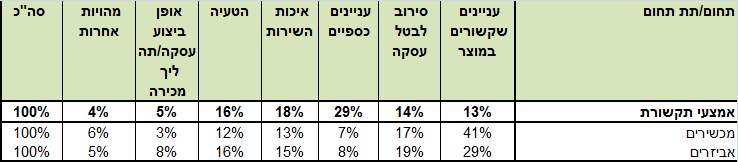 תחום/תת תחום עניינים שקשורים במוצר סירוב לבטל עסקה עניינים כספיים איכות השירות הטעיה אופן ביצוע עסקה/תהליך מכירה מהויות אחרות סה"כ
אמצעי תקשורת 13% 14% 29% 18% 16% 5% 4% 100%
מכשירים 41% 17% 7% 13% 12% 3% 6% 100%
אביזרים 29% 19% 8% 15% 16% 8% 5% 100%